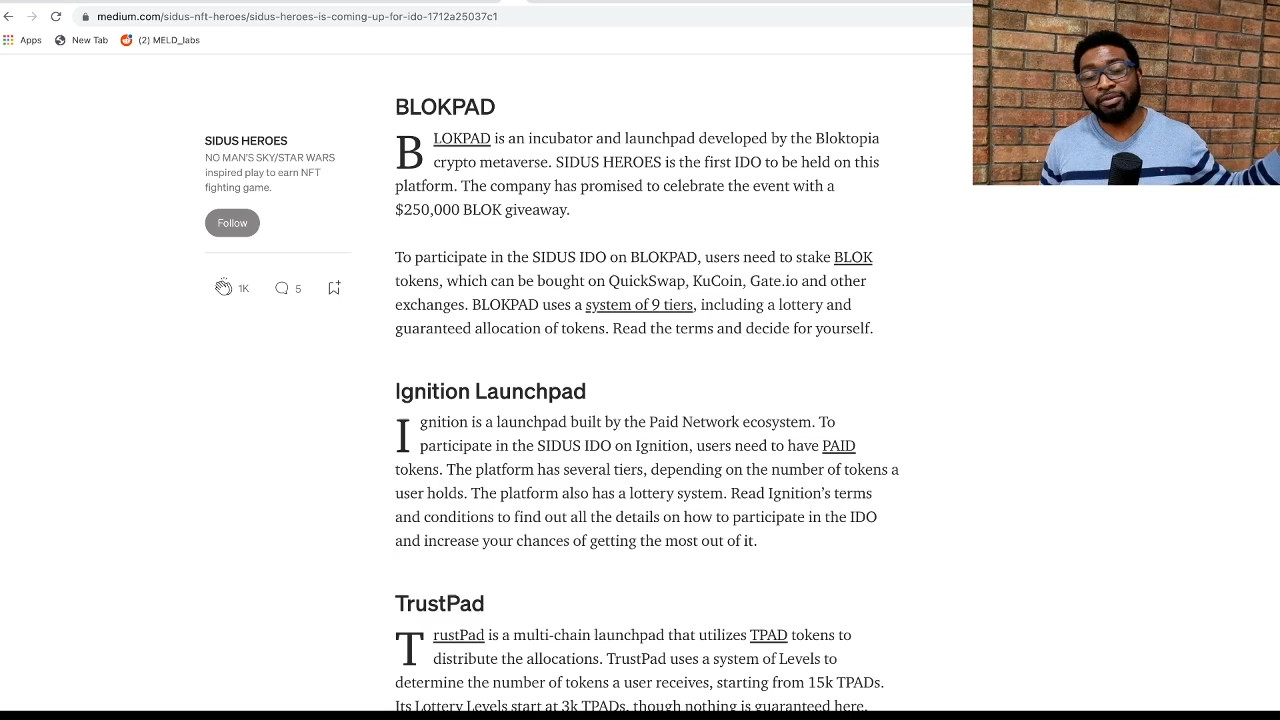 medium.com/sidus-nft-heroes/sidus-heroes-is-coming-up-for-ido-1712a25037c1
Apps
New Tab
(2) MELD_labs
SIDUS HEROES
NO MAN'S SKY/STAR WARS
inspired play to earn NFT
fighting game.
Follow
1K
5
BLOKPAD
BLOKPAD is an incubator and launchpad developed by the Bloktopia
crypto metaverse. SIDUS HEROES is the first IDO to be held on this
platform. The company has promised to celebrate the event with a
$250,000 BLOK giveaway.
To participate in the SIDUS IDO on BLOKPAD, users need to stake BLOK
tokens, which can be bought on QuickSwap, KuCoin, Gate.io and other
exchanges. BLOKPAD uses a system of 9 tiers, including a lottery and
guaranteed allocation of tokens. Read the terms and decide for yourself.
Ignition Launchpad
Ignition is a launchpad built by the Paid Network ecosystem. To
participate in the SIDUS IDO on Ignition, users need to have PAID
tokens. The platform has several tiers, depending on the number of tokens a
user holds. The platform also has a lottery system. Read Ignition's terms
and conditions to find out all the details on how to participate in the IDO
and increase your chances of getting the most out of it.
TrustPad
TrustPad is a multi-chain launchpad that utilizes TPAD tokens to
distribute the allocations. TrustPad uses a system of Levels to
determine the number of tokens a user receives, starting from 15k TPADs.
Its Lottery Levels start at 3k TPADs, though nothing is guaranteed here.